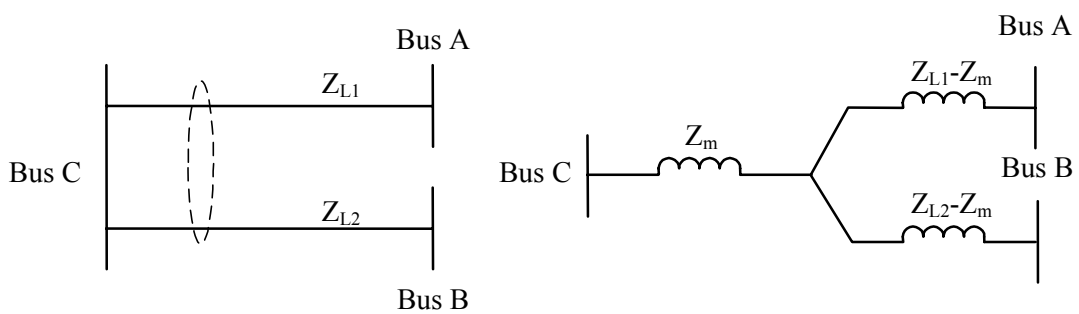 Bus A
Z_L1
Bus C
Z_L2
Bus B
Bus A
Z_L1-Z_m
Z_m
Bus C
Bus B
Z_L2-Z_m